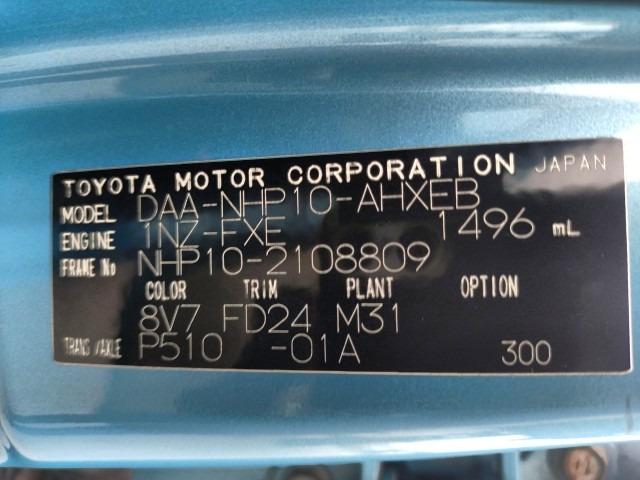 TOYOTA MOTOR CORPORATION JAPAN
MODEL DAA-NHP10-AHXEB
ENGINE 1NZ-FXE 1496 mL
FRAME No NHP10-2108809
COLOR TRIM PLANT OPTION
8V7 FD24 M31
TRANS/AXLE P510 -01A 300